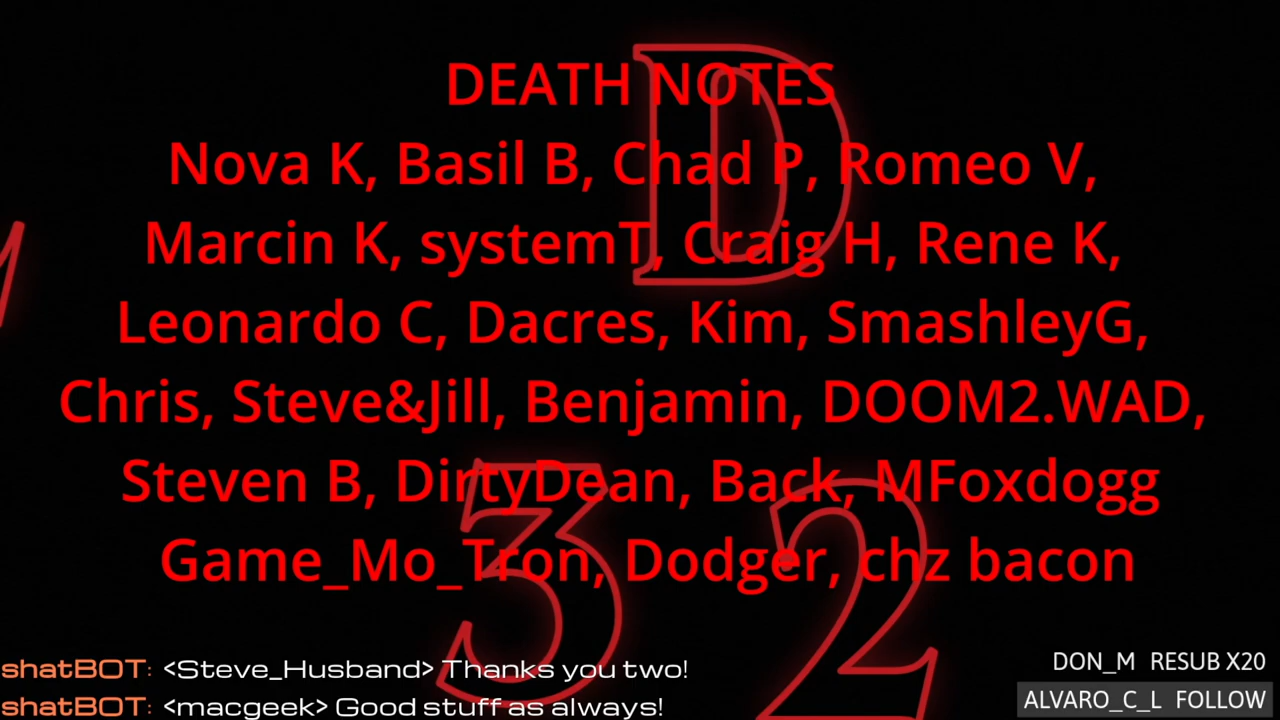 DEATH NOTES
Nova K, Basil B, Chad P, Romeo V,
Marcin K, systemT, Craig H, Rene K,
Leonardo C, Dacres, Kim, SmashleyG,
Chris, Steve&Jill, Benjamin, DOOM2.WAD,
Steven B, DirtyDean, Back, MFoxdogg
Game_Mo_Tron, Dodger, chz bacon
D
3 2
shatBOT: <Steve_Husband> Thanks you two!
shatBOT: <macgeek> Good stuff as always!
DON_M RESUB X20
ALVARO_C_L FOLLOW